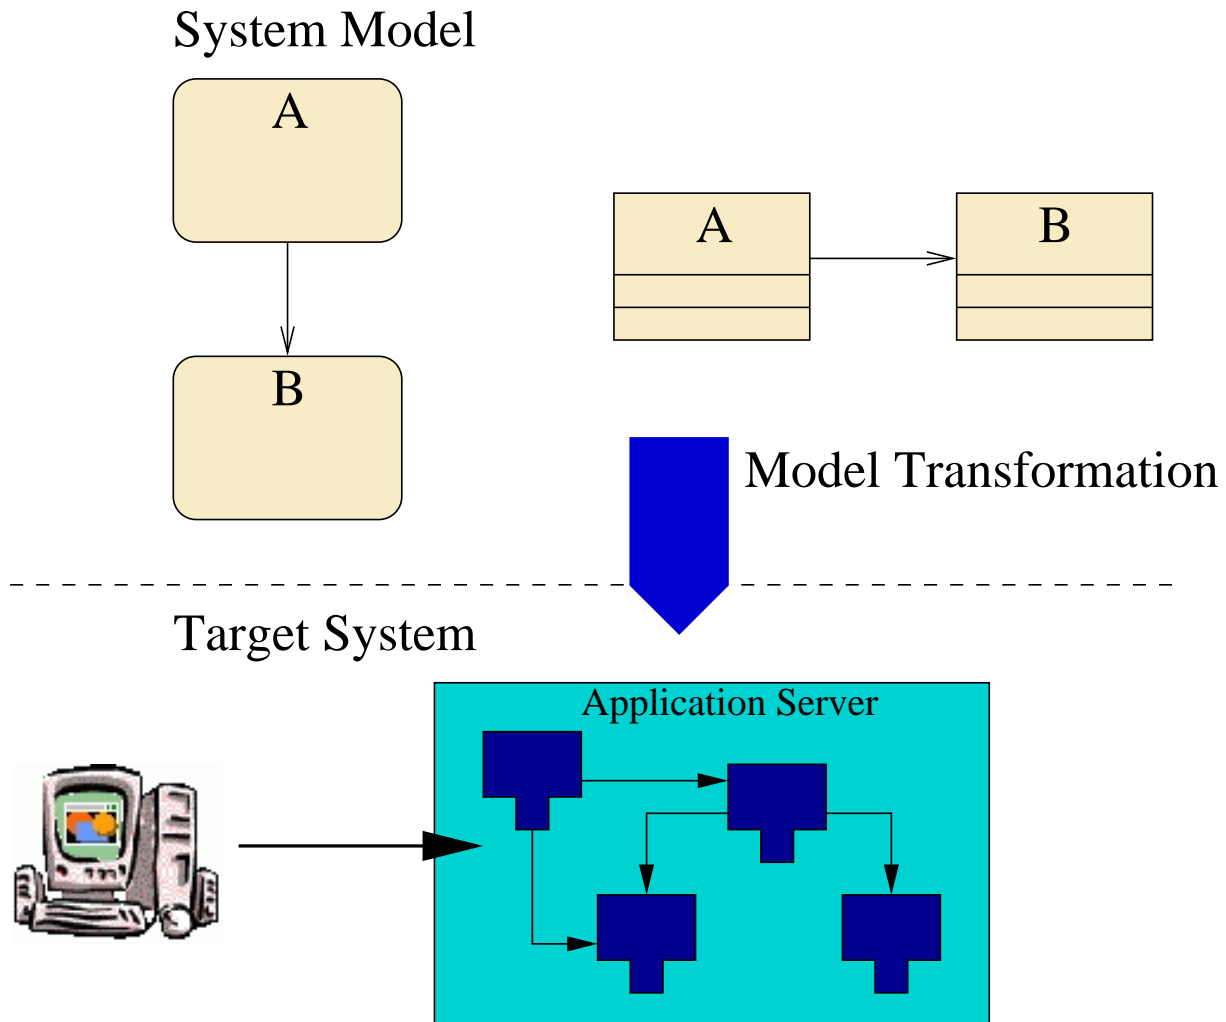 System Model
A
A
B
B
Model Transformation
Target System
Application Server